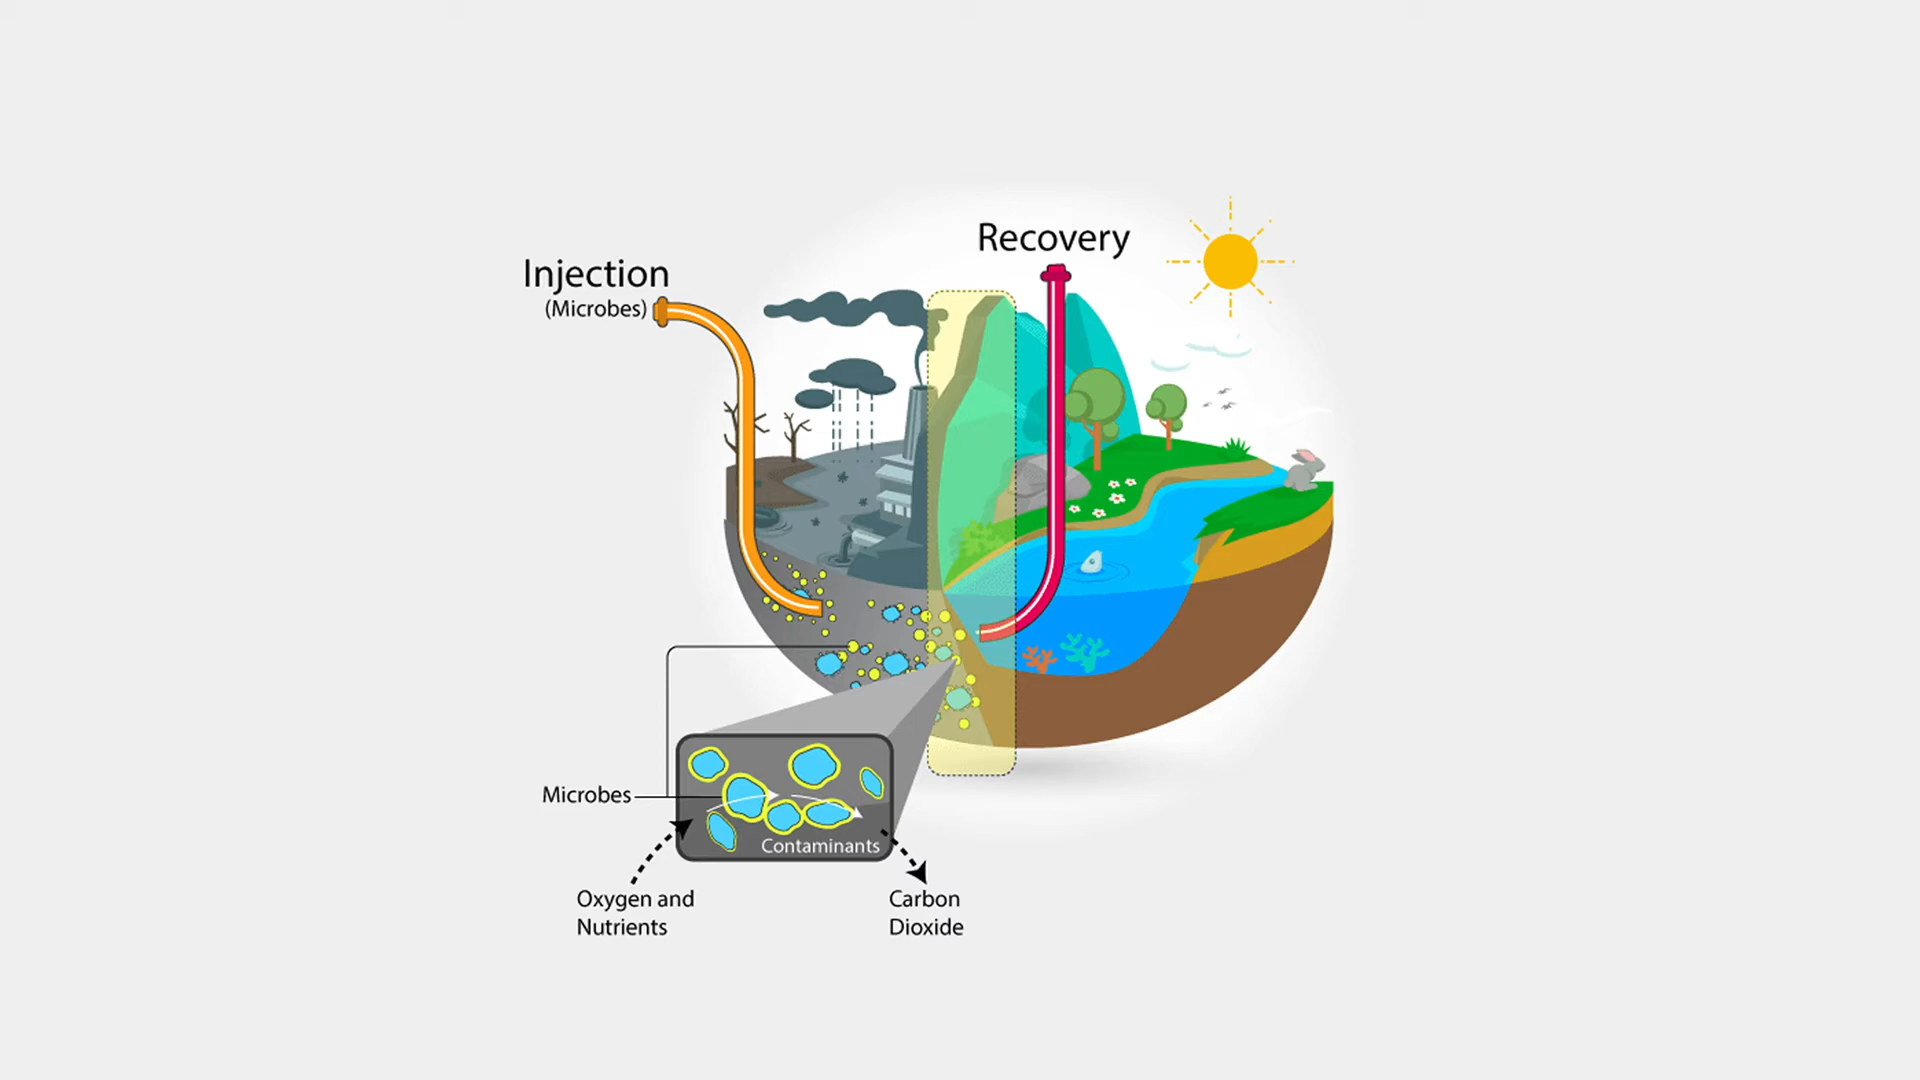 Recovery
Injection
(Microbes)
Microbes
Contaminants
Oxygen and
Nutrients
Carbon
Dioxide